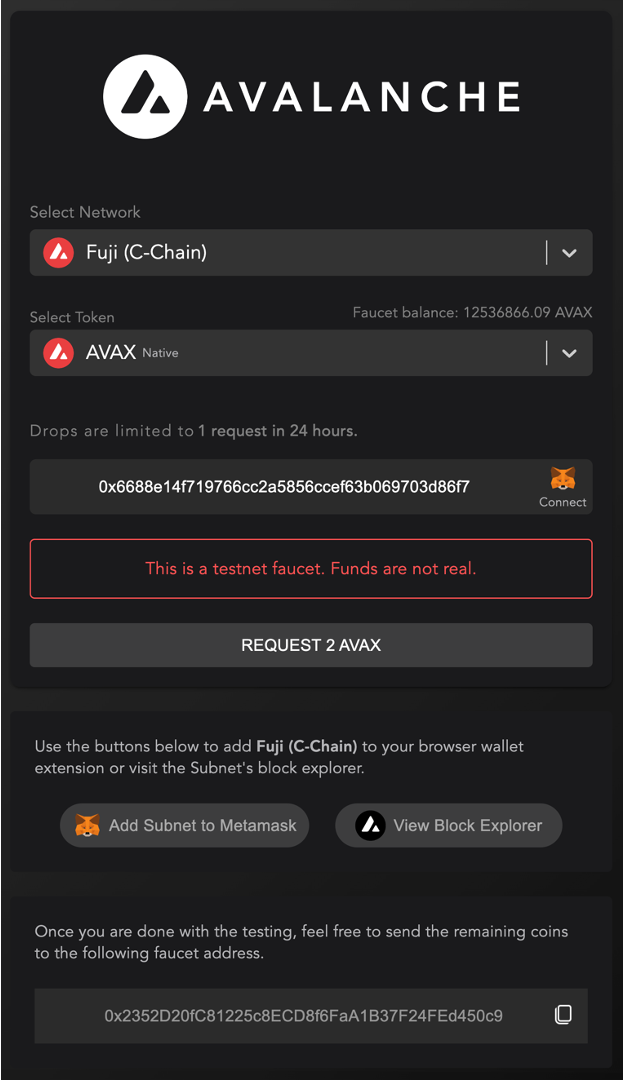 AVALANCHE
Select Network
Fuji (C-Chain)
Select Token
Faucet balance: 12536866.09 AVAX
AVAX Native
Drops are limited to 1 request in 24 hours.
0x6688e14f719766cc2a5856ccef63b069703d86f7
Connect
This is a testnet faucet. Funds are not real.
REQUEST 2 AVAX
Use the buttons below to add Fuji (C-Chain) to your browser wallet
extension or visit the Subnet's block explorer.
Add Subnet to Metamask
View Block Explorer
Once you are done with the testing, feel free to send the remaining coins
to the following faucet address.
0x2352D20fC81225c8ECD8f6FaA1B37F24FEd450c9